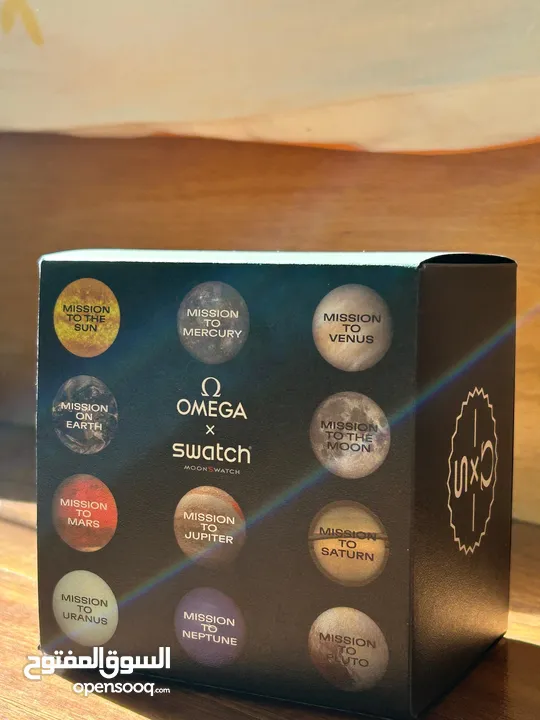 MISSION
TO THE
SUN
MISSION
TO
MERCURY
MISSION
TO
VENUS
MISSION
ON
EARTH
Ω
OMEGA
x
swatch
MOONSWATCH
MISSION
TO THE
MOON
MISSION
TO
MARS
MISSION
TO
JUPITER
MISSION
TO
SATURN
MISSION
TO
URANUS
MISSION
TO
NEPTUNE
MISSION
TO
PLUTO
Ω x S
السوق المفتوح
opensooq.com